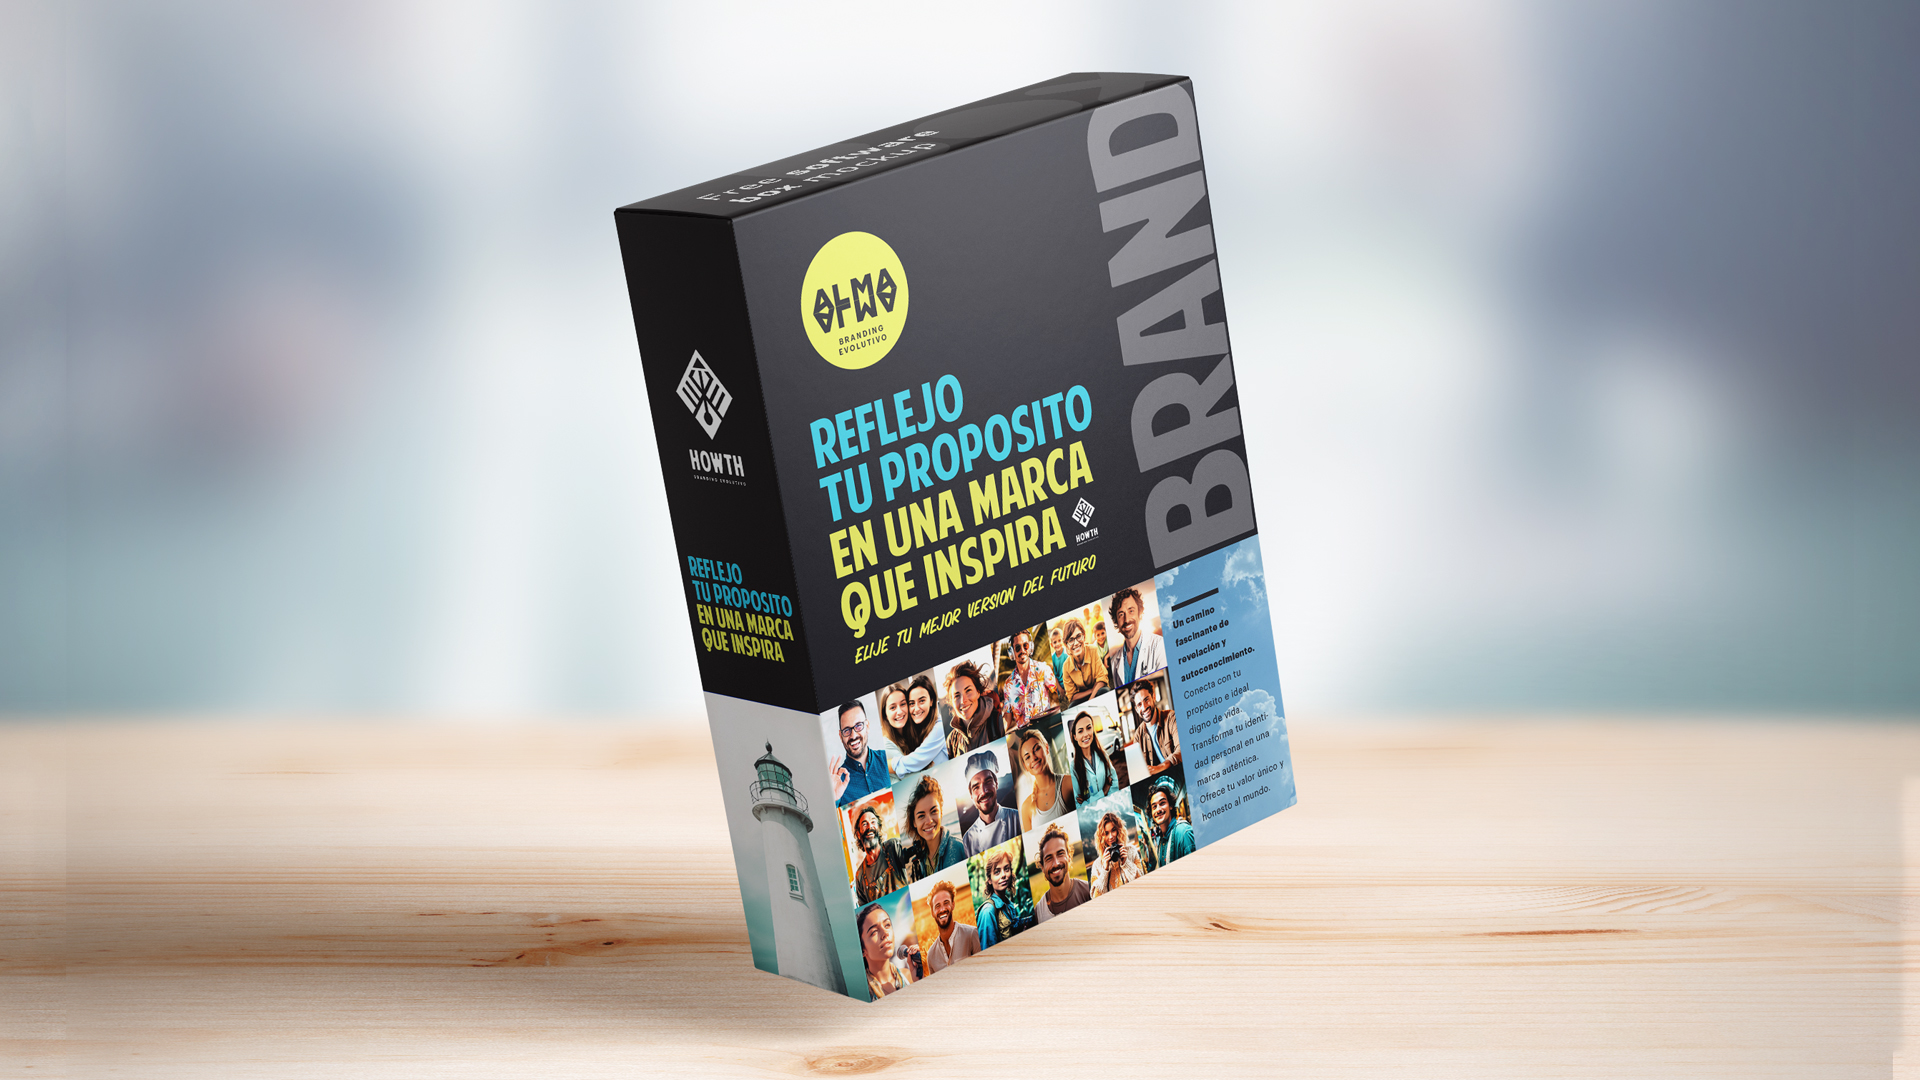 Free software
box mockup
BRAND
ALMA
BRANDING
EVOLUTIVO
REFLEJO
TU PROPOSITO
EN UNA MARCA
QUE INSPIRA
HOWTH
ELIJE TU MEJOR VERSION DEL FUTURO
Un camino
fascinante de
revelación y
autoconocimiento.
Conecta con tu
propósito e ideal
digno de vida.
Transforma tu identi-
dad personal en una
marca auténtica.
Ofrece tu valor único y
honesto al mundo.
HOWTH
BRANDING EVOLUTIVO
REFLEJO
TU PROPOSITO
EN UNA MARCA
QUE INSPIRA